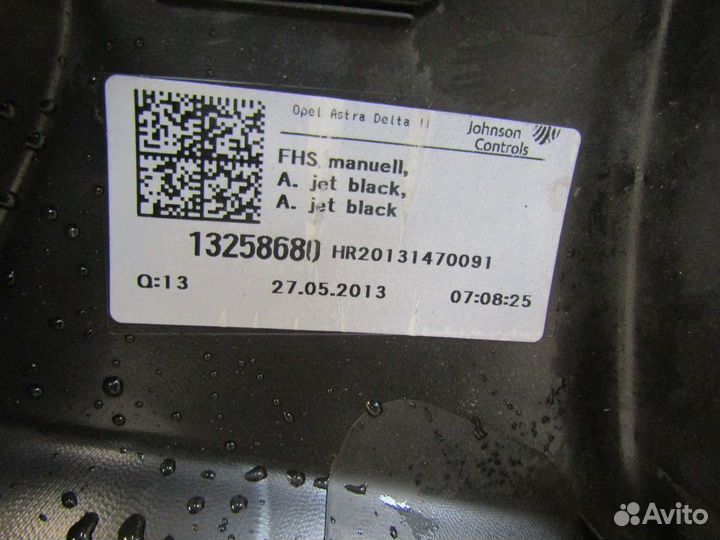 Opel Astra Delta II
Johnson
Controls
FHS manuell,
A. jet black,
A. jet black
13258680 HR20131470091
Q:13 27.05.2013 07:08:25
Avito